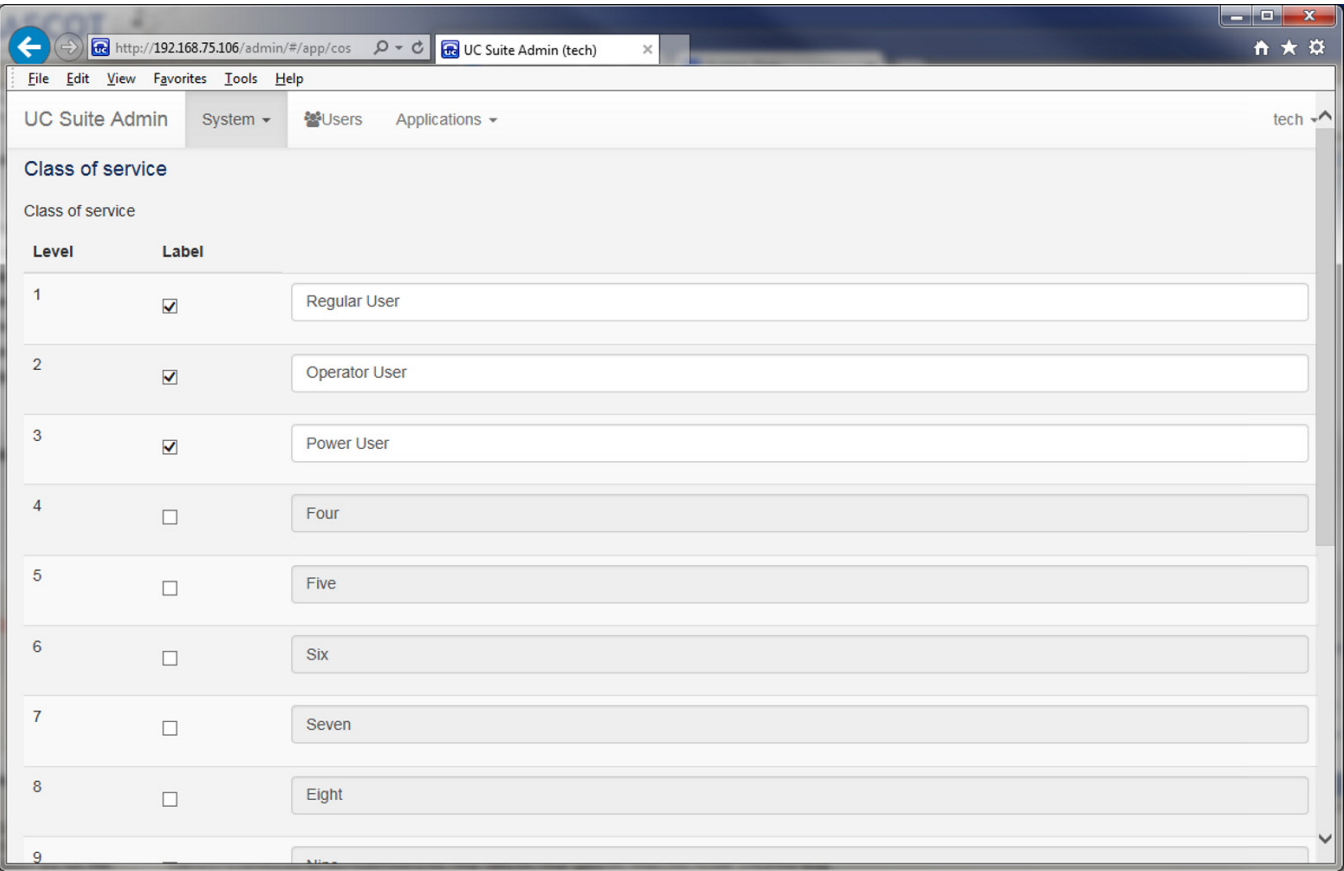 http://192.168.75.106/admin/#/app/cos UC Suite Admin (tech)
File Edit View Favorites Tools Help
UC Suite Admin System Users Applications tech
Class of service
Class of service
Level Label
1 Regular User
2 Operator User
3 Power User
4 Four
5 Five
6 Six
7 Seven
8 Eight
9